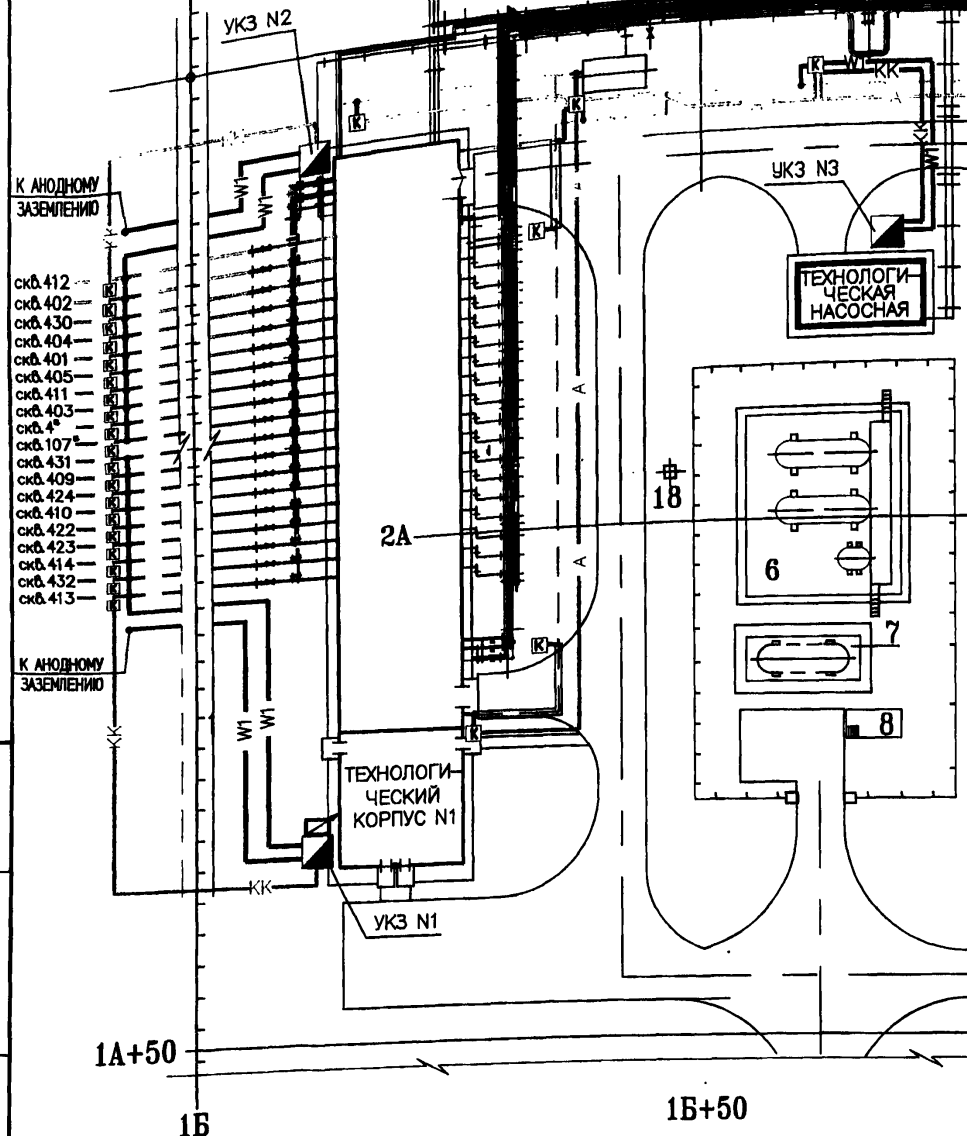 УКЗ N2
К
К
W1
КК
КК
W1
К
УКЗ N3
К АНОДНОМУ
ЗАЗЕМЛЕНИЮ
W1
W1
К
ТЕХНОЛОГИ-
ЧЕСКАЯ
НАСОСНАЯ
скв.412
скв.402
скв.430
скв.404
скв.401
скв.405
скв.411
скв.403
скв.4"
скв.107"
скв.431
скв.409
скв.424
скв.410
скв.422
скв.423
скв.414
скв.432
скв.413
А
18
2А
А
6
7
К
К АНОДНОМУ
ЗАЗЕМЛЕНИЮ
КК
W1
W1
К
8
ТЕХНОЛОГИ-
ЧЕСКИЙ
КОРПУС N1
КК
УКЗ N1
1А+50
1Б
1Б+50